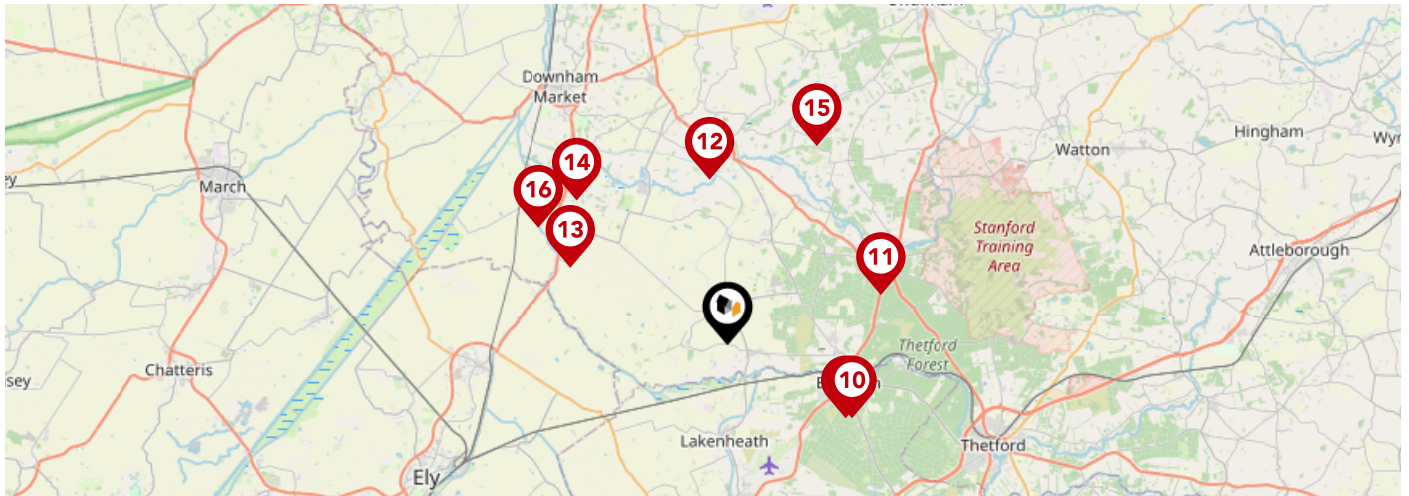 Downham
Market
15
12
Hingham
Watton
14
March
16
13
Stanford
Training
Area
Attleborough
11
Thetford
Forest
Chatteris
10
Lakenheath
Thetford
Ely